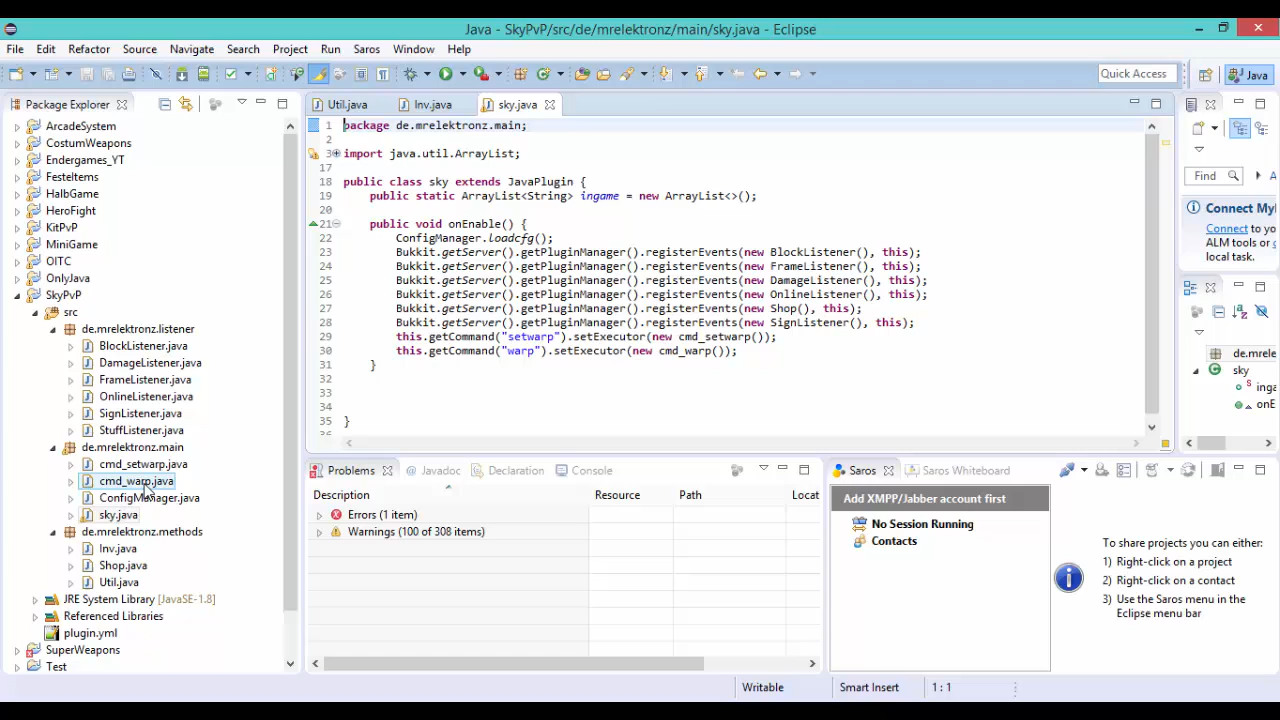 Java - SkyPvP/src/de/mrelektronz/main/sky.java - Eclipse
File Edit Refactor Source Navigate Search Project Run Saros Window Help
Quick Access
Java
Package Explorer
ArcadeSystem
CostumWeapons
Endergames_YT
FesteItems
HalbGame
HeroFight
KitPvP
MiniGame
OITC
OnlyJava
SkyPvP
src
de.mrelektronz.listener
BlockListener.java
DamageListener.java
FrameListener.java
OnlineListener.java
SignListener.java
StuffListener.java
de.mrelektronz.main
cmd_setwarp.java
cmd_warp.java
ConfigManager.java
sky.java
de.mrelektronz.methods
Inv.java
Shop.java
Util.java
JRE System Library [JavaSE-1.8]
Referenced Libraries
plugin.yml
SuperWeapons
Test
Util.java Inv.java sky.java
1 package de.mrelektronz.main;
2
3 import java.util.ArrayList;
17
18 public class sky extends JavaPlugin {
19 public static ArrayList<String> ingame = new ArrayList<>();
20
21 public void onEnable() {
22 ConfigManager.loadcfg();
23 Bukkit.getServer().getPluginManager().registerEvents(new BlockListener(), this);
24 Bukkit.getServer().getPluginManager().registerEvents(new FrameListener(), this);
25 Bukkit.getServer().getPluginManager().registerEvents(new DamageListener(), this);
26 Bukkit.getServer().getPluginManager().registerEvents(new OnlineListener(), this);
27 Bukkit.getServer().getPluginManager().registerEvents(new Shop(), this);
28 Bukkit.getServer().getPluginManager().registerEvents(new SignListener(), this);
29 this.getCommand("setwarp").setExecutor(new cmd_setwarp());
30 this.getCommand("warp").setExecutor(new cmd_warp());
31 }
32
33
34
35 }
36
Find
A
Connect Myl
Connect to yo
ALM tools or c
local task.
de.mrele
sky
inga
onE
Problems Javadoc Declaration Console
Description Resource Path Locat
Errors (1 item)
Warnings (100 of 308 items)
Saros Saros Whiteboard
Add XMPP/Jabber account first
No Session Running
Contacts
To share projects you can either:
1) Right-click on a project
2) Right-click on a contact
3) Use the Saros menu in the
Eclipse menu bar
Writable Smart Insert 1 : 1